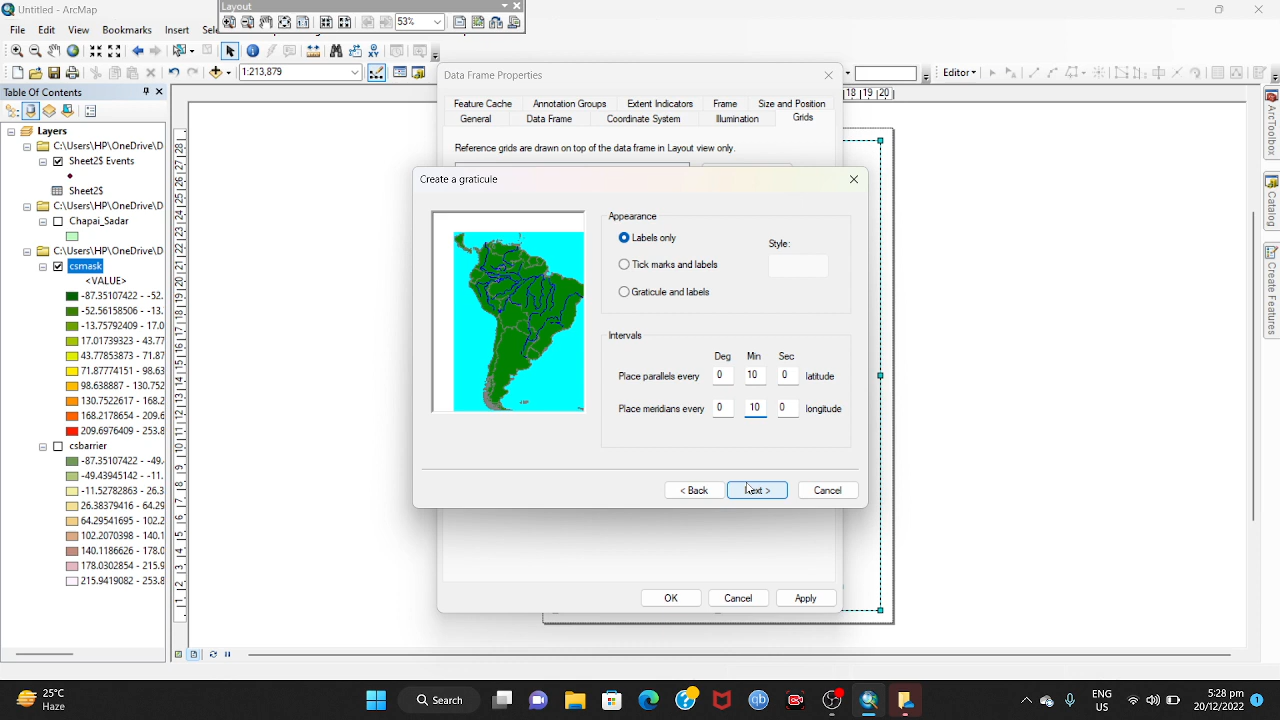 Untitled - ArcMap
Layout
File Edit View Bookmarks Insert
53%
1:213,879
Editor
Table Of Contents
Layers
C:\Users\HP\OneDrive\D
Sheet2$ Events
Sheet2$
C:\Users\HP\OneDrive\D
Chapai_Sadar
C:\Users\HP\OneDrive\D
csmask
<VALUE>
-87.35107422 - -52.
-52.56158506 - -13.
-13.75792409 - 17.0
17.01739323 - 43.77
43.77853873 - 71.87
71.87774151 - 98.63
98.638887 - 130.752
130.7522617 - 168.2
168.2178654 - 209.6
209.6976409 - 253.8
csbarrier
-87.35107422 - -49.
-49.43945142 - -11.
-11.52782863 - 26.3
26.38379416 - 64.29
64.29541695 - 102.2
102.2070398 - 140.1
140.1186626 - 178.0
178.0302854 - 215.9
215.9419082 - 253.8
Data Frame Properties
Feature Cache Annotation Groups Extent Indicators Frame Size and Position
General Data Frame Coordinate System Illumination Grids
Reference grids are drawn on top of the data frame in Layout view only.
Create a graticule
Appearance
Labels only
Style:
Tick marks and labels
Graticule and labels
Intervals
Deg Min Sec
Place parallels every 0 10 0 latitude
Place meridians every 0 10 0 longitude
< Back Next > Cancel
OK Cancel Apply
18 19 20
ArcToolbox
Catalog
Create Features
25°C
Haze
Search
ENG
US
5:28 pm
20/12/2022
1